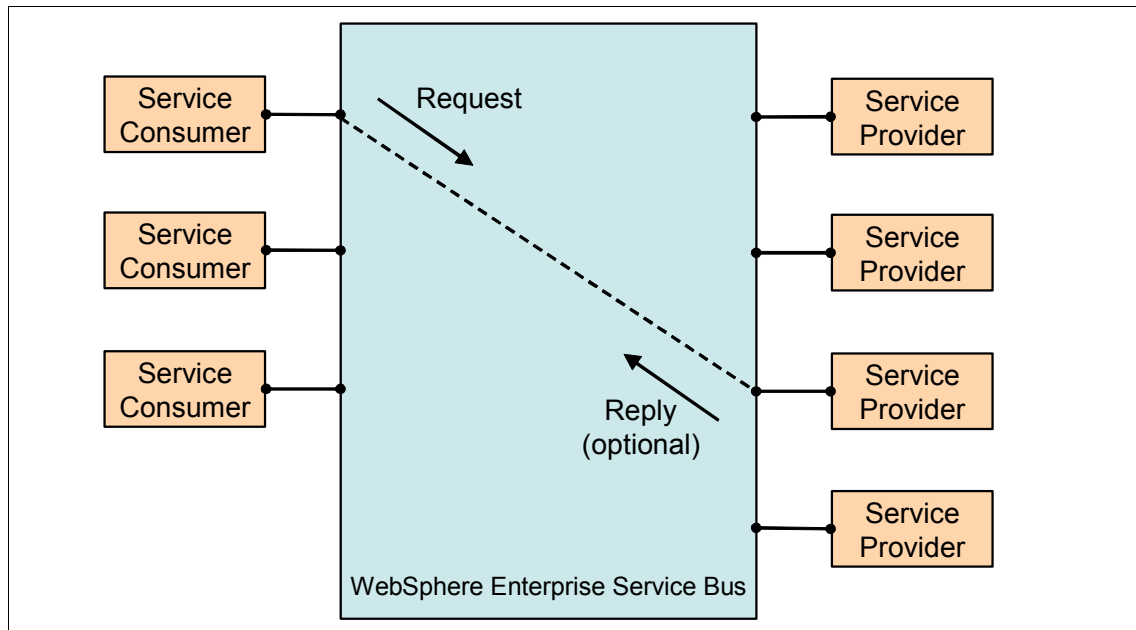 Service
Consumer
Service
Consumer
Service
Consumer
Request
Reply
(optional)
WebSphere Enterprise Service Bus
Service
Provider
Service
Provider
Service
Provider
Service
Provider